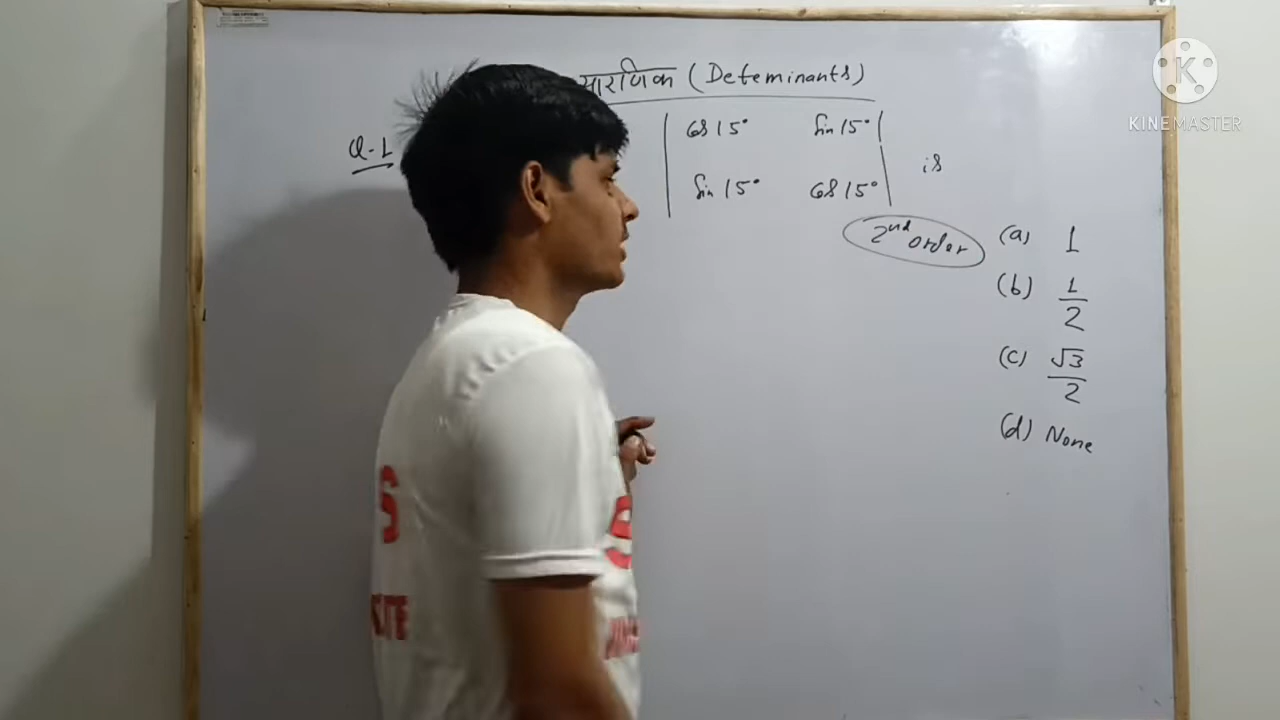 सारणिक (Deteminants)
Q-1
| Cos 15° Sin 15° |
| Sin 15° Cos 15° | is
2nd order
(a) 1
(b) 1/2
(c) √3/2
(d) None
KINEMASTER
K
S
S